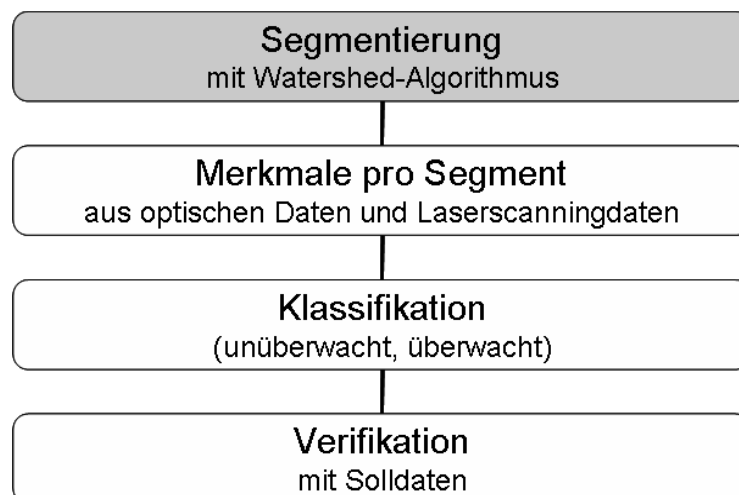 Segmentierung
mit Watershed-Algorithmus
Merkmale pro Segment
aus optischen Daten und Laserscanningdaten
Klassifikation
(unüberwacht, überwacht)
Verifikation
mit Solldaten